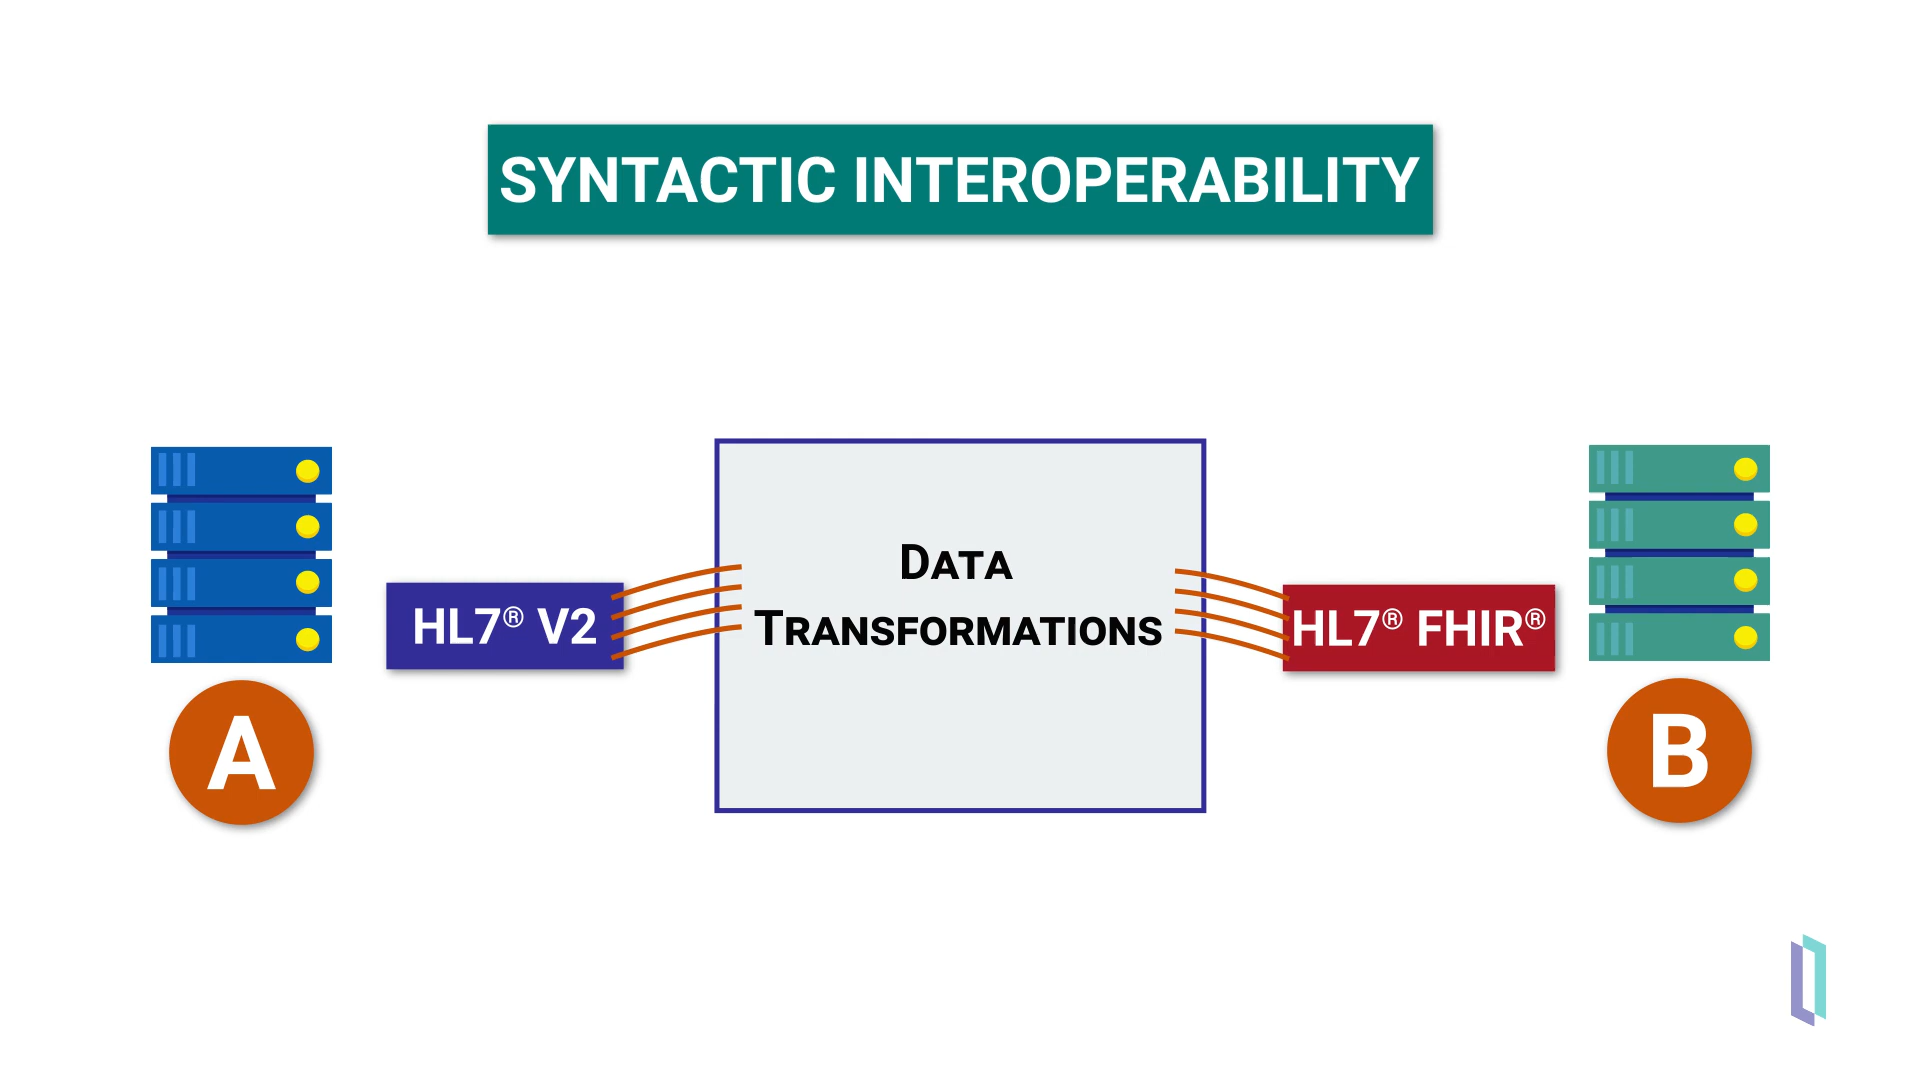 SYNTACTIC INTEROPERABILITY
DATA
TRANSFORMATIONS
HL7® V2
HL7® FHIR®
A
B